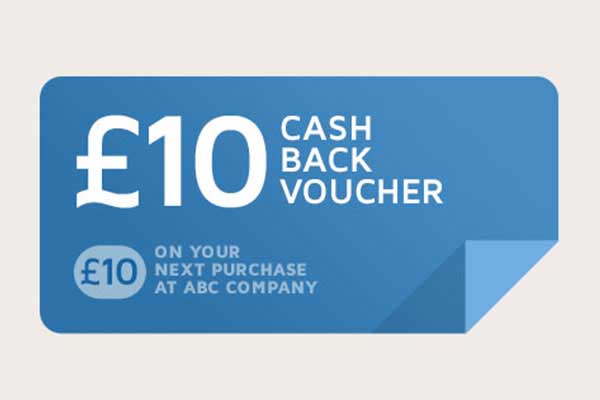 £10 CASH
BACK
VOUCHER
£10 ON YOUR
NEXT PURCHASE
AT ABC COMPANY